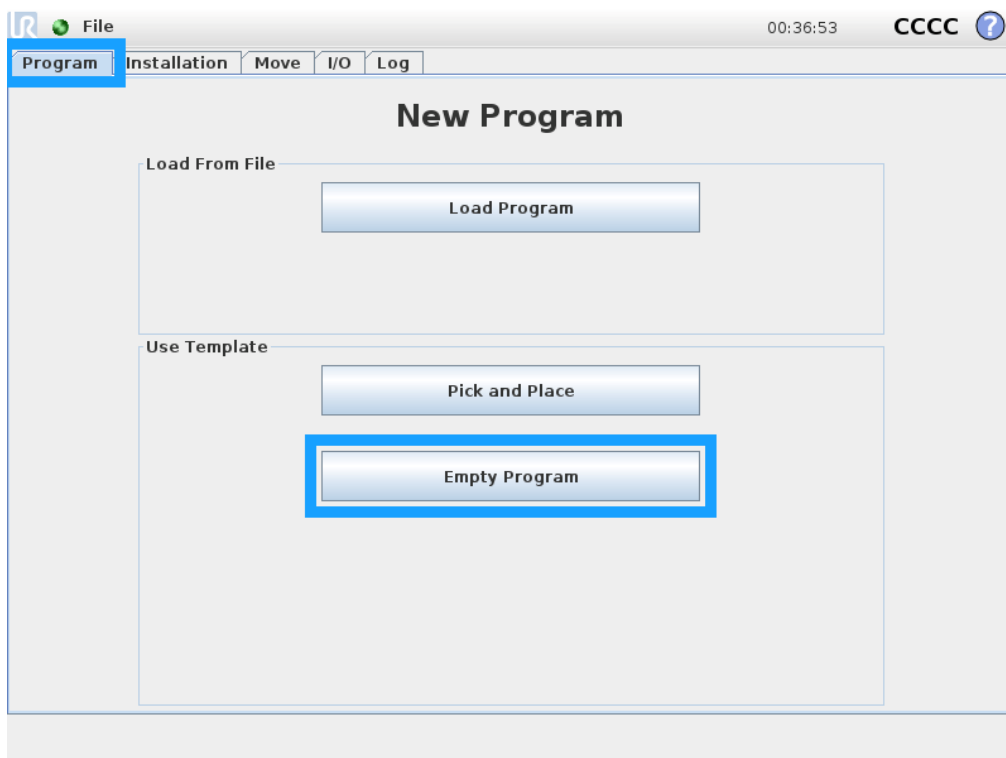 UR File 00:36:53 CCCC ?
Program Installation Move I/O Log
New Program
Load From File
Load Program
Use Template
Pick and Place
Empty Program